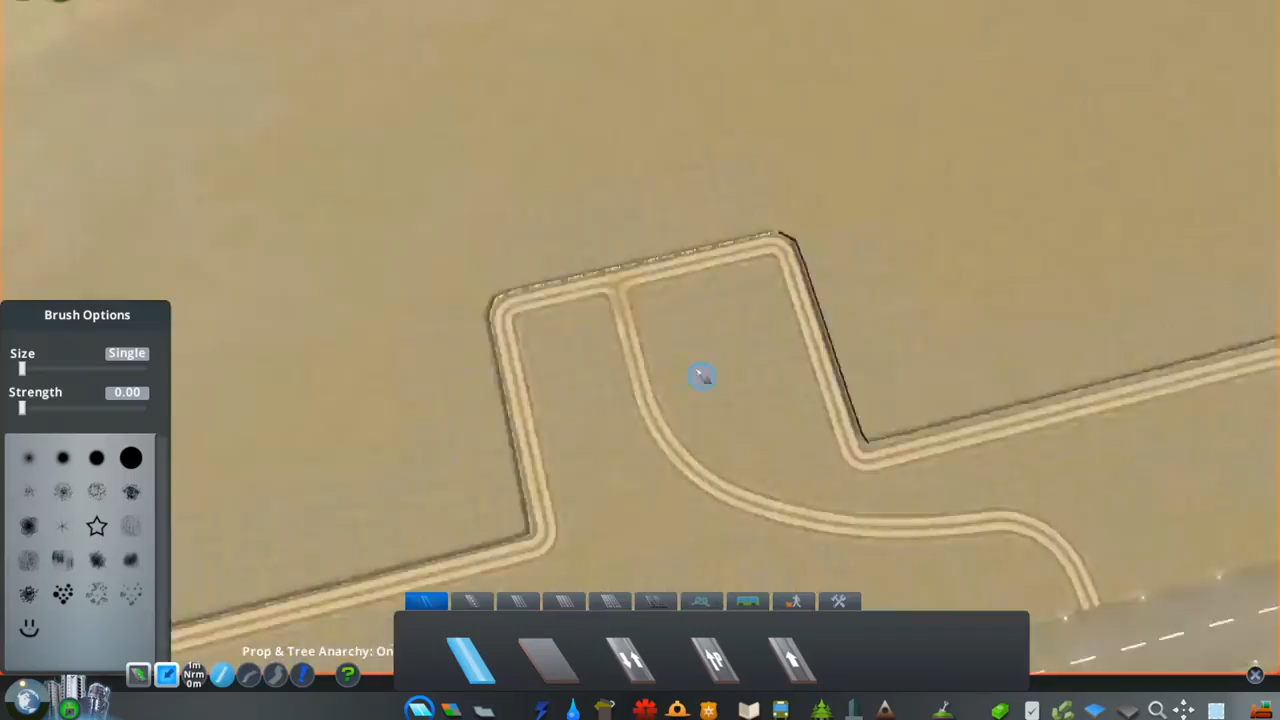 Brush Options
Size Single
Strength 0.00
Prop & Tree Anarchy: On
1m
Nrm
0m
?